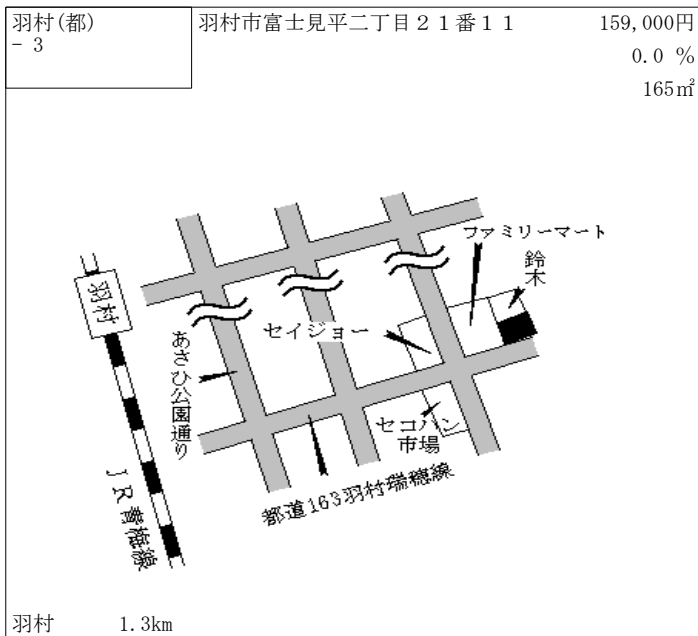 羽村(都)
- 3
羽村市富士見平二丁目２１番１１
159,000円
0.0 %
165㎡
ファミリーマート
鈴木
羽村
セイジョー
あさひ公園通り
セコハン市場
都道163羽村瑞穂線
ＪＲ青梅線
羽村 1.3km